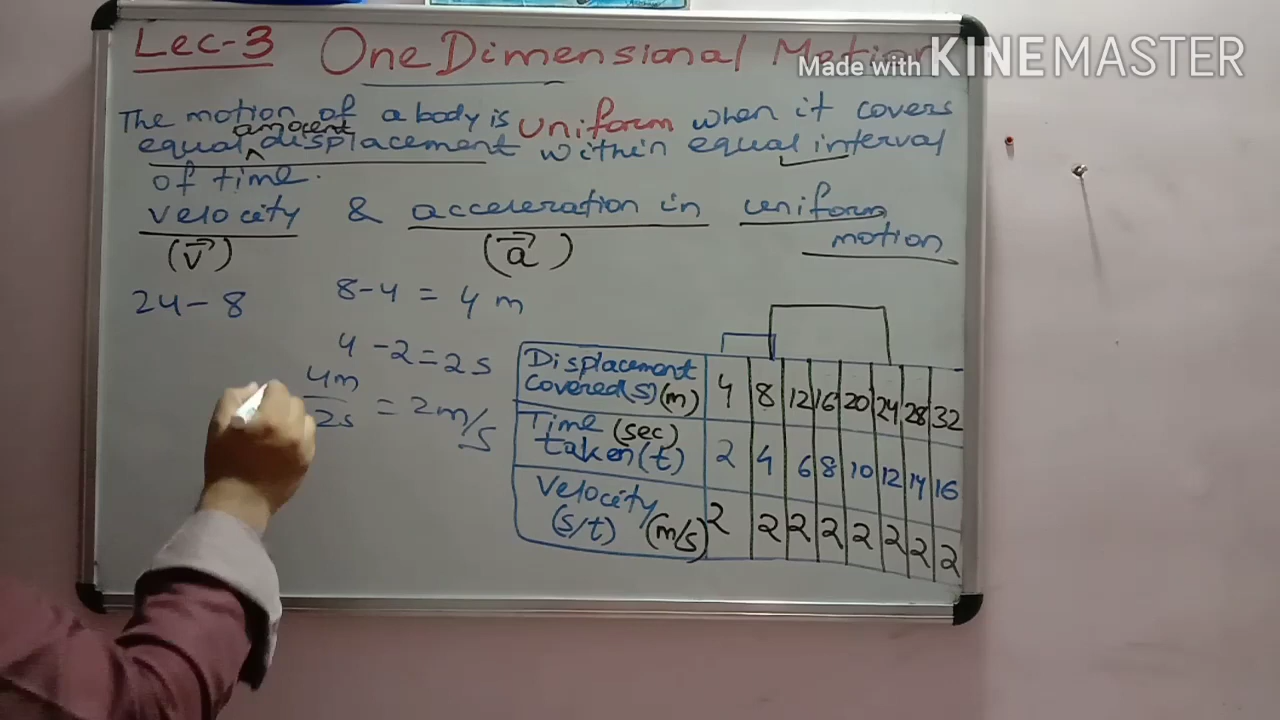 Lec-3 One Dimensional Motion
Made with KINEMASTER
The motion of a body is uniform when it covers
amocent
equal displacement within equal interval
of time.
velocity & acceleration in uniform
motion
(v) (a)
24-8
8-4 = 4 m
4-2=2s
4m
2s = 2m/s
Displacement covered(s)(m) 4 8 12 16 20 24 28 32
Time (sec) taken(t) 2 4 6 8 10 12 14 16
Velocity (s/t) (m/s) 2 2 2 2 2 2 2 2